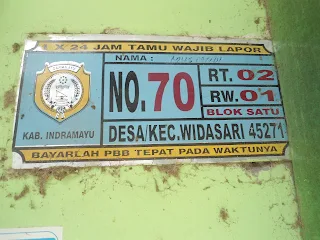 1 X 24 JAM TAMU WAJIB LAPOR
NAMA :
NO. 70
RT. 02
RW. 01
BLOK SATU
KAB. INDRAMAYU
DESA/KEC. WIDASARI 45271
BAYARLAH PBB TEPAT PADA WAKTUNYA